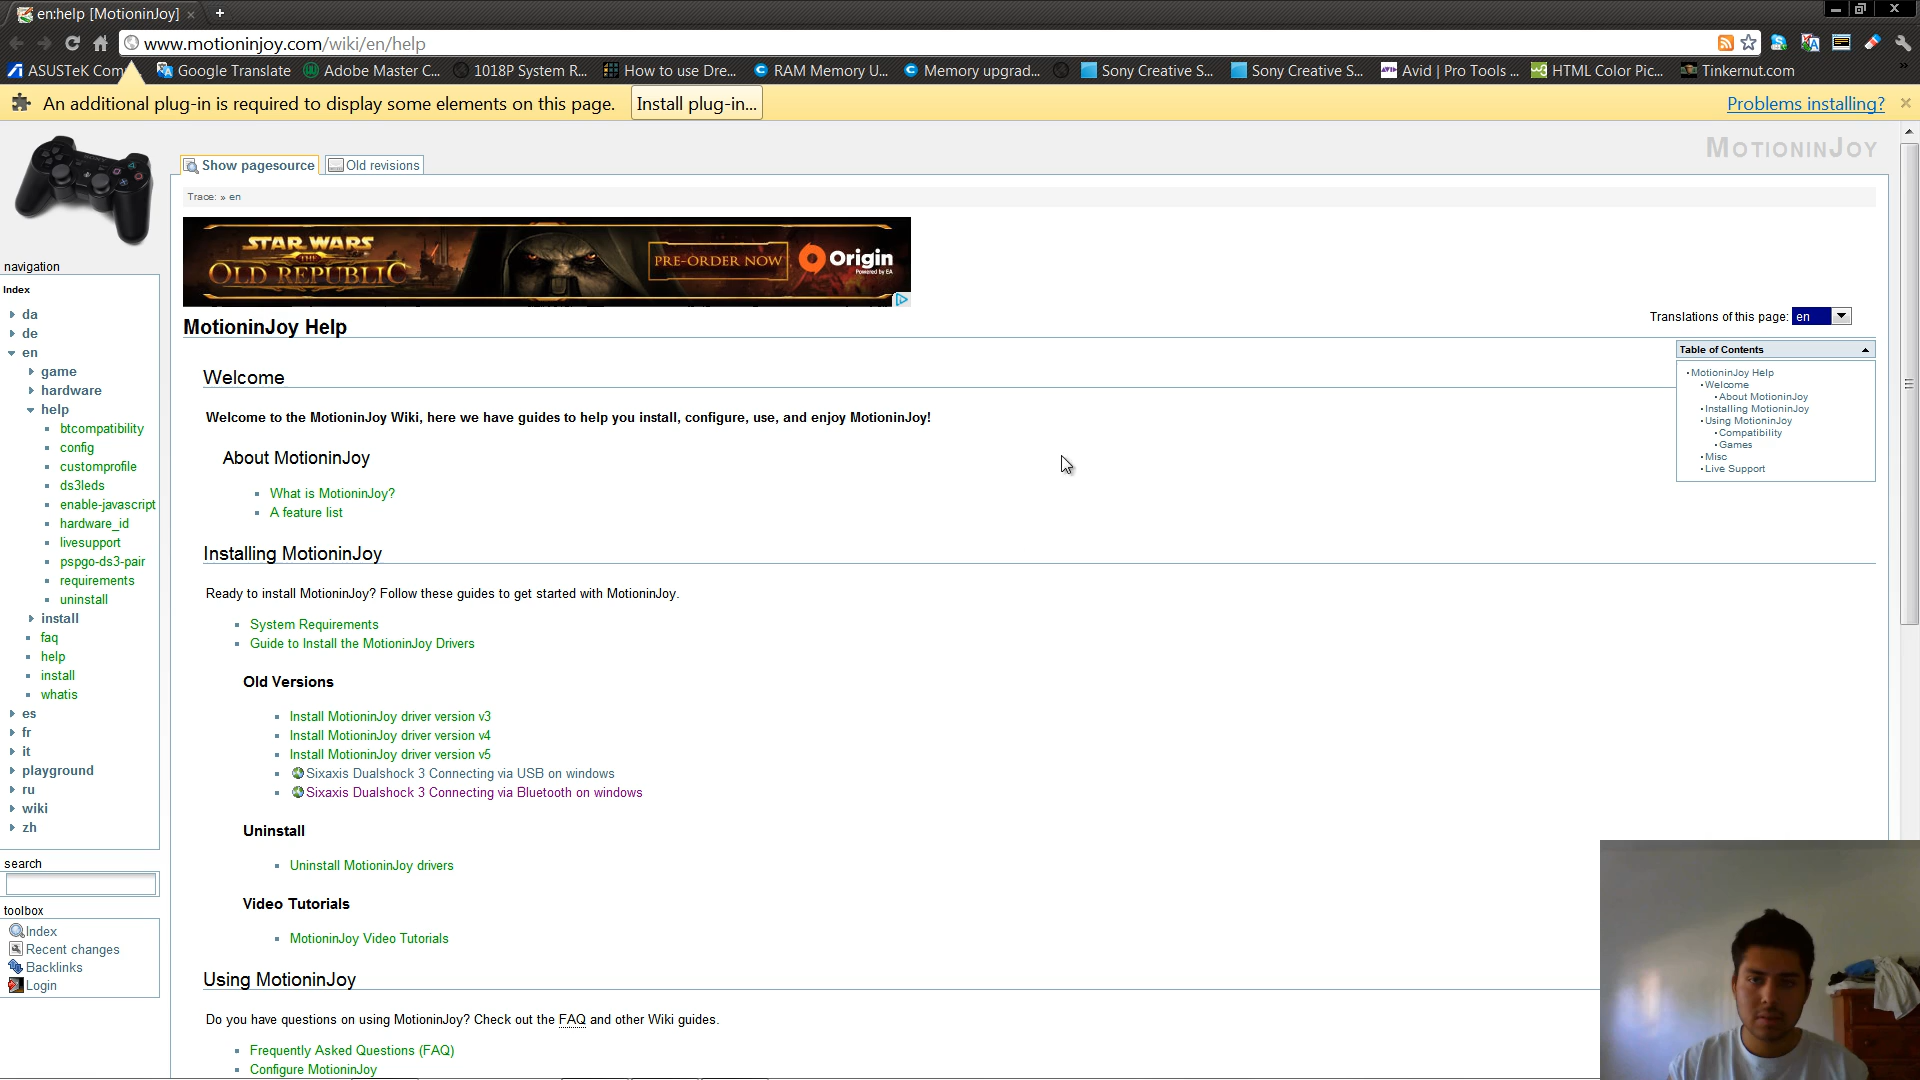 en:help [MotioninJoy]
www.motioninjoy.com/wiki/en/help
ASUSTeK Com
Google Translate
Adobe Master C...
1018P System R...
How to use Dre...
RAM Memory U...
Memory upgrad...
Sony Creative S...
Sony Creative S...
Avid | Pro Tools ...
HTML Color Pic...
Tinkernut.com
An additional plug-in is required to display some elements on this page.
Install plug-in...
Problems installing?
MotioninJoy
Show pagesource
Old revisions
Trace: » en
STAR WARS
THE
OLD REPUBLIC
PRE-ORDER NOW
Origin
Powered by EA
navigation
Index
da
de
en
game
hardware
help
btcompatibility
config
customprofile
ds3leds
enable-javascript
hardware_id
livesupport
pspgo-ds3-pair
requirements
uninstall
install
faq
help
install
whatis
es
fr
it
playground
ru
wiki
zh
search
toolbox
Index
Recent changes
Backlinks
Login
MotioninJoy Help
Translations of this page: en
Table of Contents
MotioninJoy Help
Welcome
About MotioninJoy
Installing MotioninJoy
Using MotioninJoy
Compatibility
Games
Misc
Live Support
Welcome
Welcome to the MotioninJoy Wiki, here we have guides to help you install, configure, use, and enjoy MotioninJoy!
About MotioninJoy
What is MotioninJoy?
A feature list
Installing MotioninJoy
Ready to install MotioninJoy? Follow these guides to get started with MotioninJoy.
System Requirements
Guide to Install the MotioninJoy Drivers
Old Versions
Install MotioninJoy driver version v3
Install MotioninJoy driver version v4
Install MotioninJoy driver version v5
Sixaxis Dualshock 3 Connecting via USB on windows
Sixaxis Dualshock 3 Connecting via Bluetooth on windows
Uninstall
Uninstall MotioninJoy drivers
Video Tutorials
MotioninJoy Video Tutorials
Using MotioninJoy
Do you have questions on using MotioninJoy? Check out the FAQ and other Wiki guides.
Frequently Asked Questions (FAQ)
Configure MotioninJoy